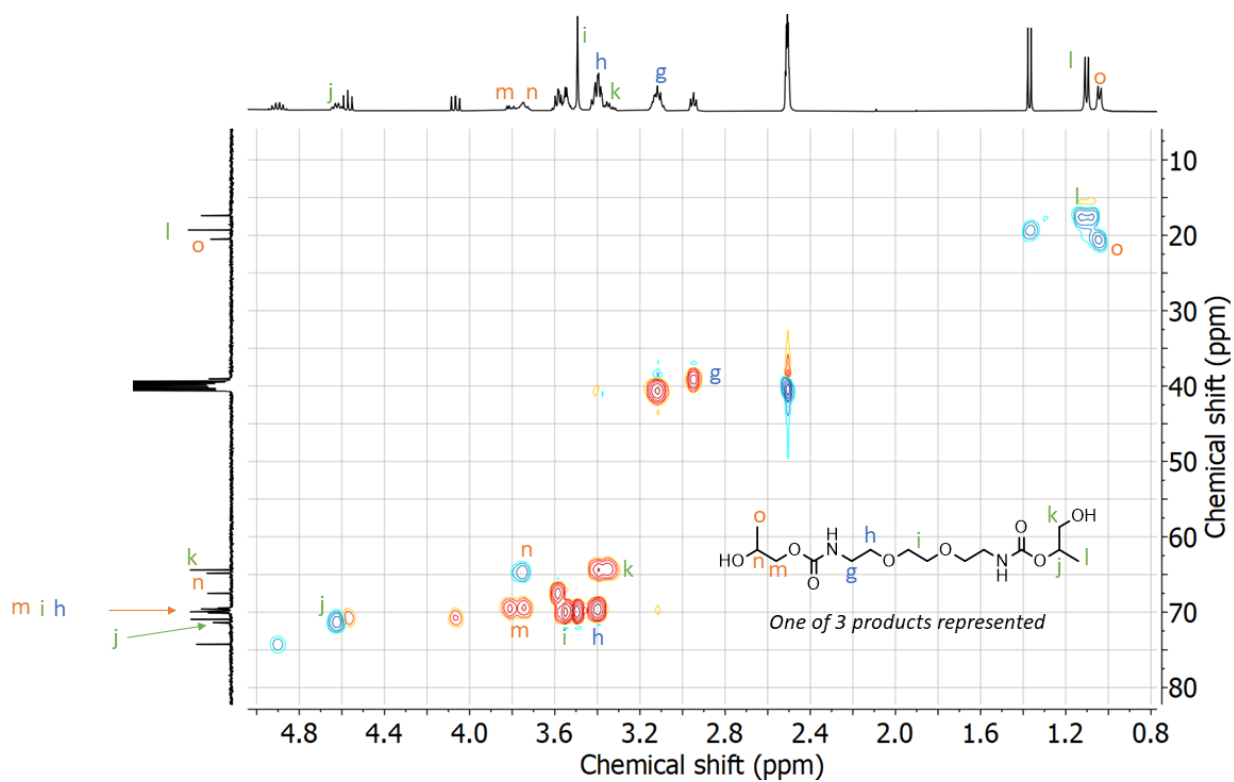 i
l
h
j
m
n
k
g
o
10
l
l
20
o
o
30
g
40
50
60
k
n
k
n
m i h
j
m
i
h
70
j
80
o
k
OH
O
H
N
h
i
O
O
HO
n
O
m
O
g
O
N
H
O
j
l
One of 3 products represented
4.8 4.4 4.0 3.6 3.2 2.8 2.4 2.0 1.6 1.2 0.8
Chemical shift (ppm)
Chemical shift (ppm)